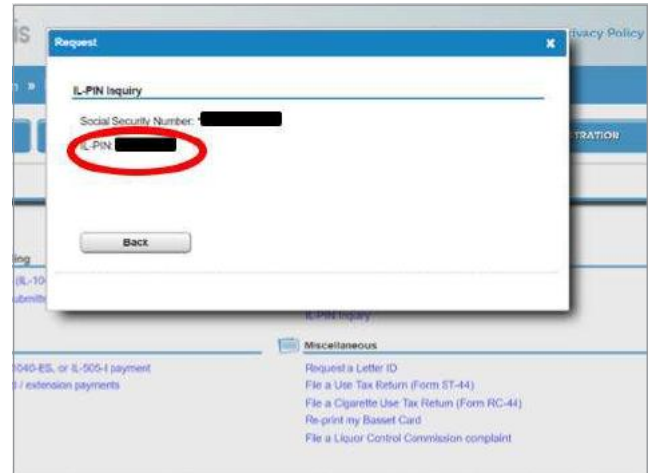 is
Request
x
ivacy Policy
»
IL-PIN Inquiry
Social Security Number: *
IL-PIN:
TRATION
Back
ing
(IL-10
ubmitte
IL-PIN Inquiry
Miscellaneous
1040-ES, or IL-505-I payment
Request a Letter ID
/ extension payments
File a Use Tax Return (Form ST-44)
File a Cigarette Use Tax Return (Form RC-44)
Re-print my Basset Card
File a Liquor Control Commission complaint